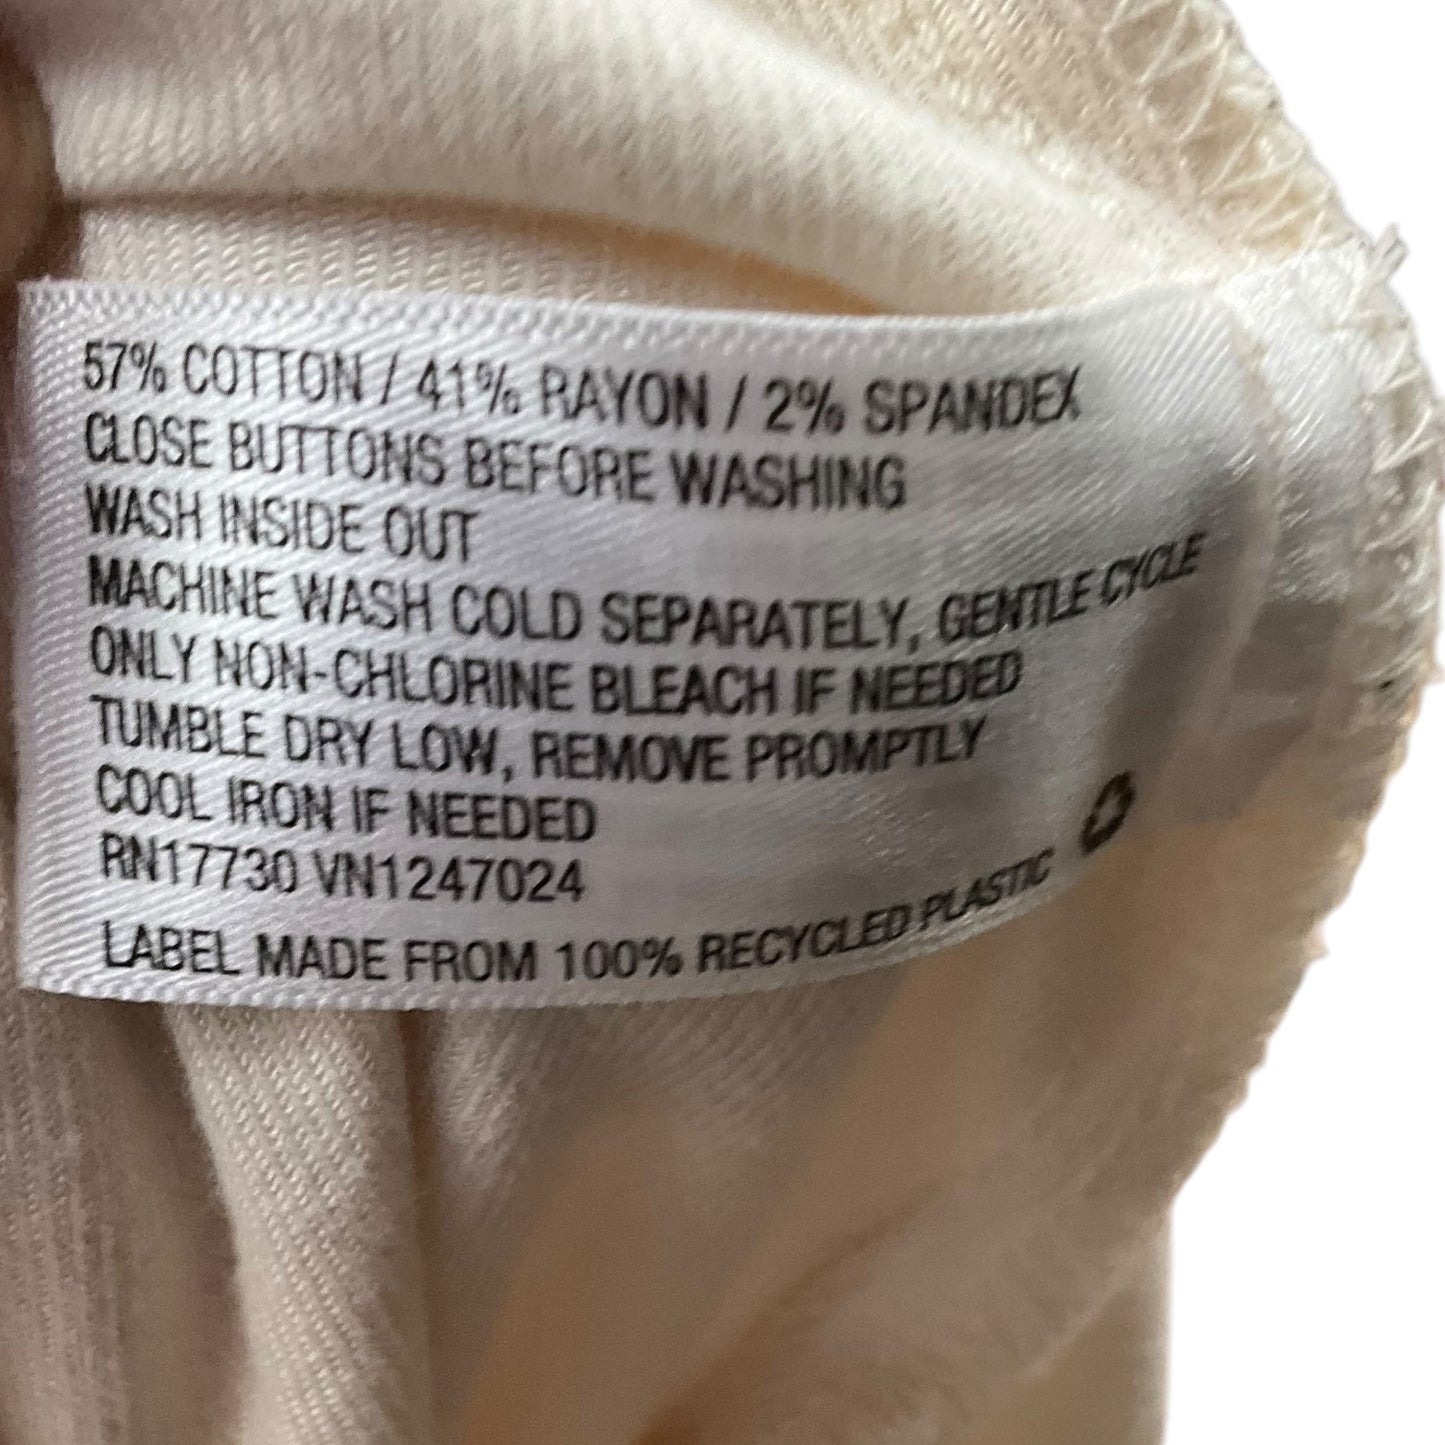 57% COTTON / 41% RAYON / 2% SPANDEX
CLOSE BUTTONS BEFORE WASHING
WASH INSIDE OUT
MACHINE WASH COLD SEPARATELY, GENTLE CYCLE
ONLY NON-CHLORINE BLEACH IF NEEDED
TUMBLE DRY LOW, REMOVE PROMPTLY
COOL IRON IF NEEDED
RN17730 VN1247024
LABEL MADE FROM 100% RECYCLED PLASTIC